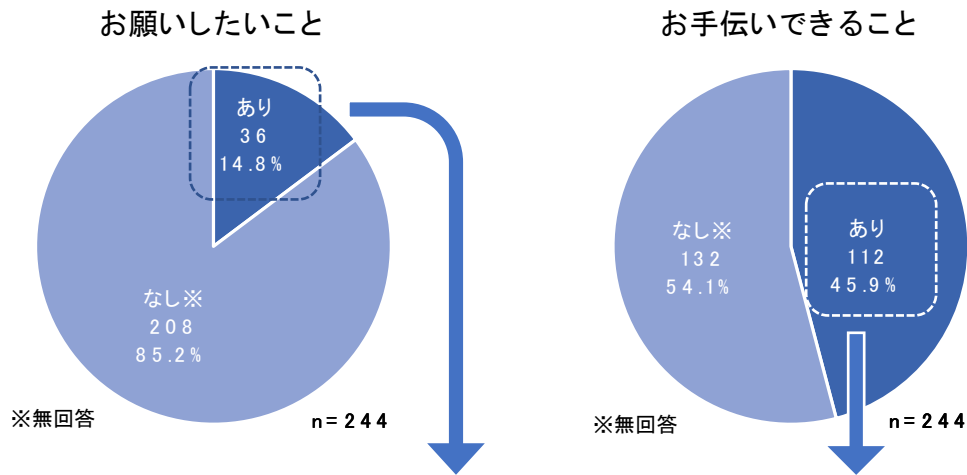 お願いしたいこと
あり
36
14.8%
なし※
208
85.2%
※無回答
n=244
お手伝いできること
なし※
132
54.1%
あり
112
45.9%
※無回答
n=244